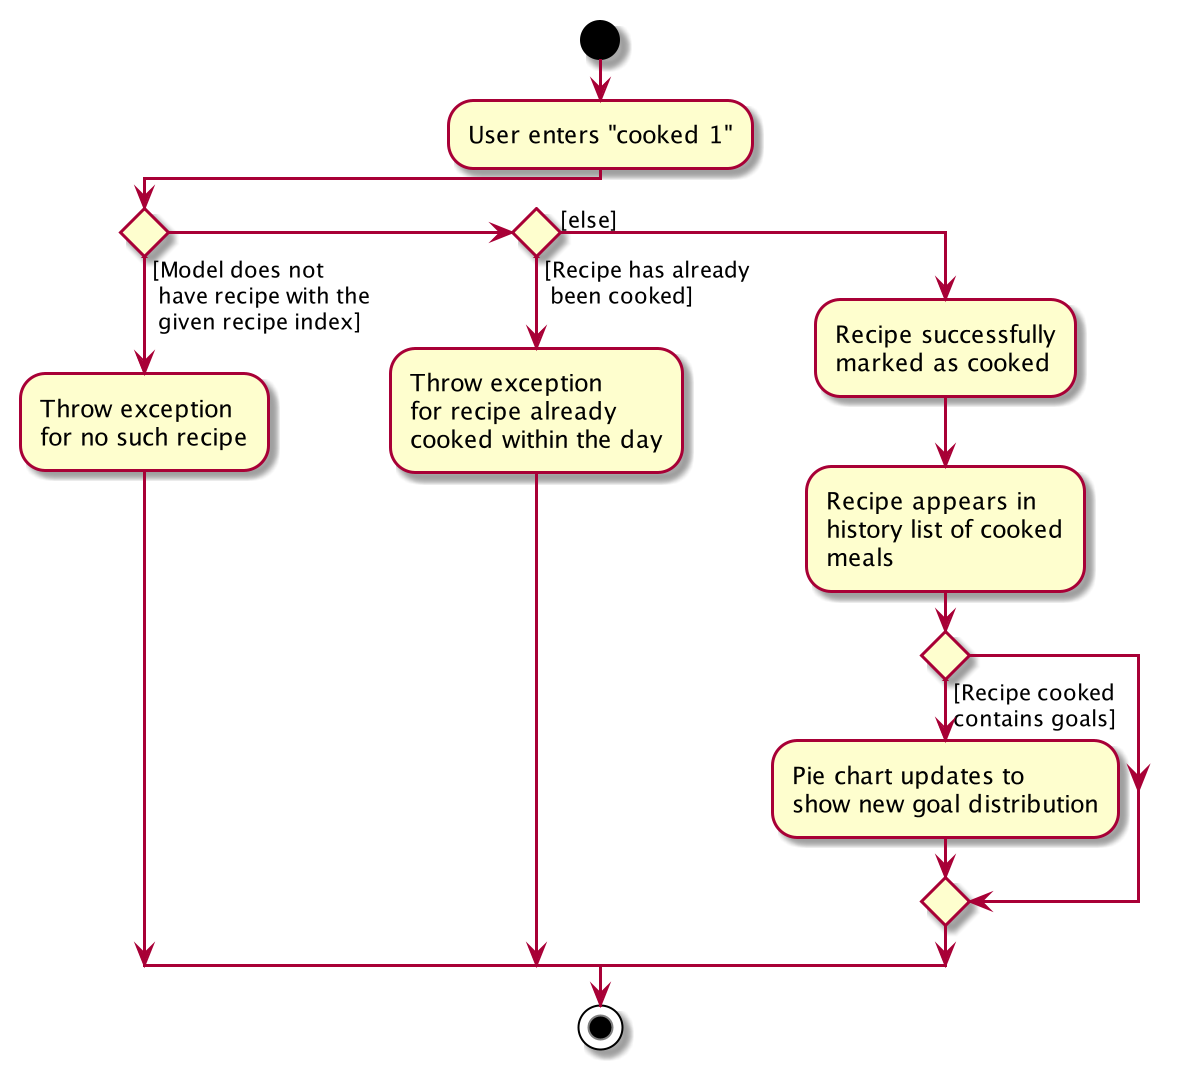 User enters "cooked 1"
[else]
[Model does not
have recipe with the
given recipe index]
[Recipe has already
been cooked]
Recipe successfully
marked as cooked
Throw exception
for no such recipe
Throw exception
for recipe already
cooked within the day
Recipe appears in
history list of cooked
meals
[Recipe cooked
contains goals]
Pie chart updates to
show new goal distribution